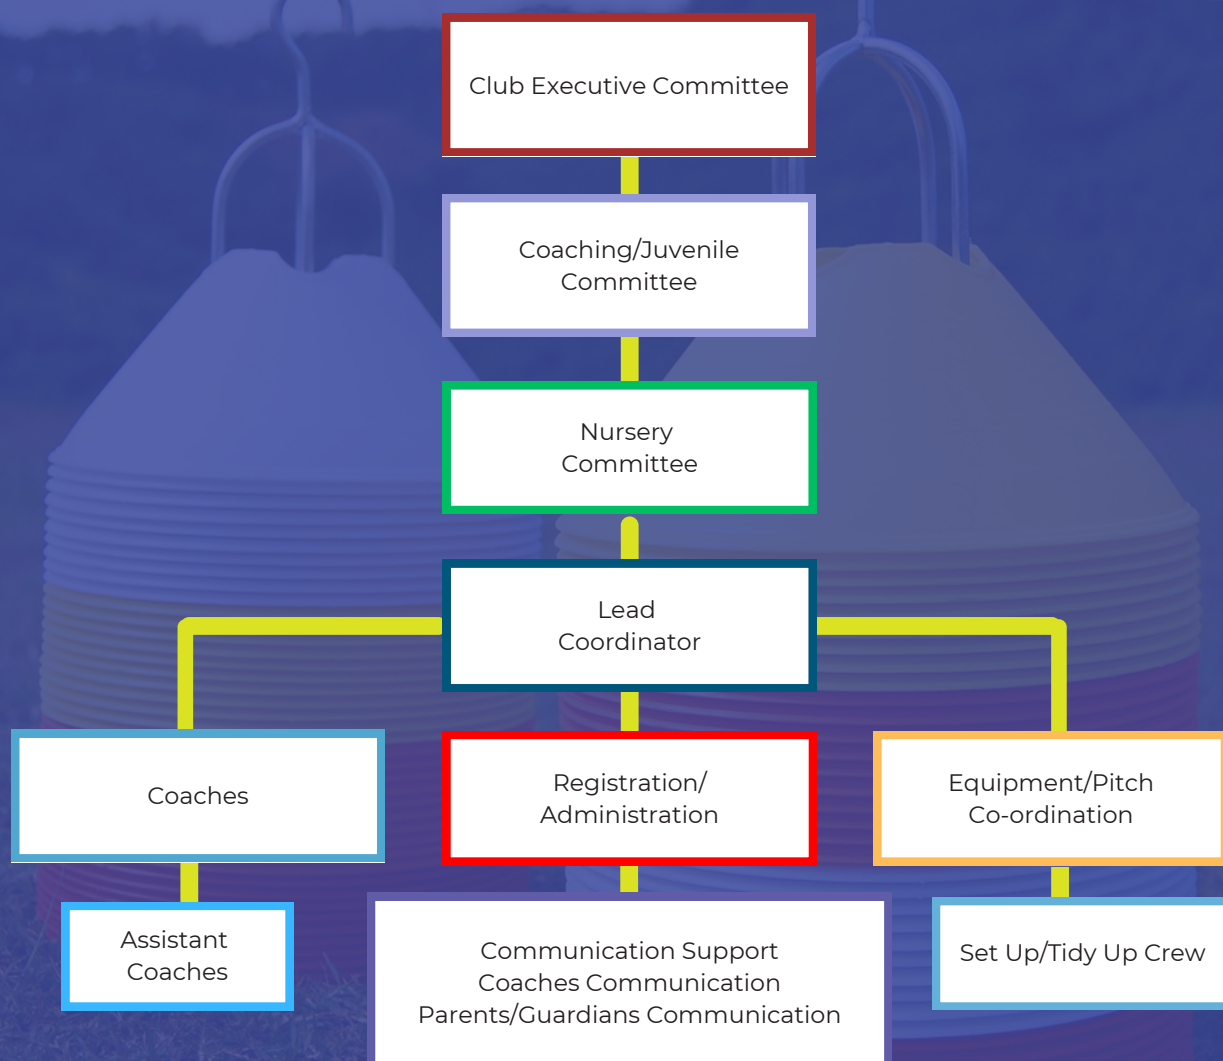 Club Executive Committee
Coaching/Juvenile
Committee
Nursery
Committee
Lead
Coordinator
Coaches
Registration/
Administration
Equipment/Pitch
Co-ordination
Assistant
Coaches
Communication Support
Coaches Communication
Parents/Guardians Communication
Set Up/Tidy Up Crew